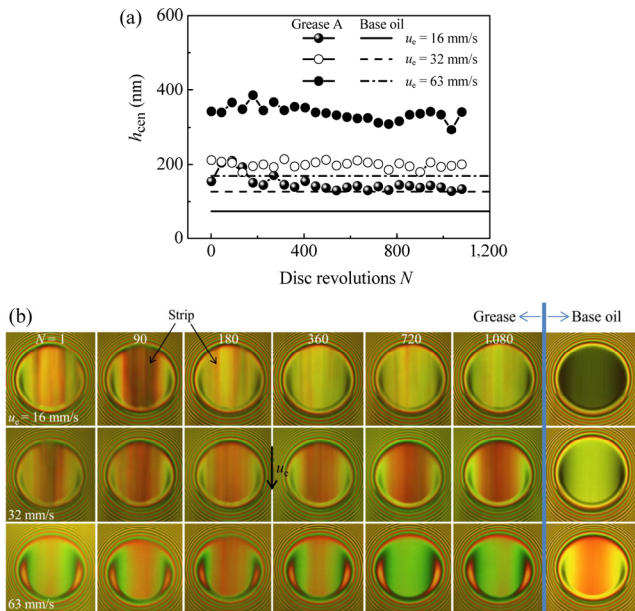 (a)
Grease A Base oil
u_e = 16 mm/s
u_e = 32 mm/s
u_e = 63 mm/s
600
400
200
0
h_cen (nm)
0 400 800 1,200
Disc revolutions N
(b)
Strip
Grease Base oil
N = 1 90 180 360 720 1,080
u_e = 16 mm/s
u_e
32 mm/s
63 mm/s